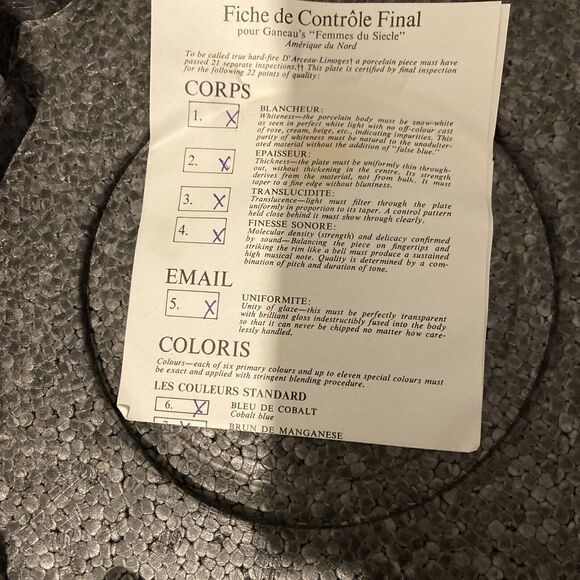 Fiche de Contrôle Final
pour Ganeau's "Femmes du Siecle"
Amérique du Nord
To be called true hard-fire D'Arceau-Limoges† a porcelain piece must have
passed 21 separate inspections.†† This plate is certified by final inspection
for the following 22 points of quality:
CORPS
1. X
BLANCHEUR:
Whiteness—the porcelain body must be snow-white
as seen in perfect white light with no off-colour cast
of rose, cream, beige, etc., indicating impurities. This
purity of whiteness must be natural to the unadulter-
ated material without the addition of "false blue."
2. X
EPAISSEUR:
Thickness—the plate must be uniformly thin through-
out, without thickening in the centre. Its strength
derives from the material, not from bulk. It must
taper to a fine edge without bluntness.
3. X
TRANSLUCIDITE:
Translucence—light must filter through the plate
uniformly in proportion to its taper. A control pattern
held close behind it must show through clearly.
4. X
FINESSE SONORE:
Molecular density (strength) and delicacy confirmed
by sound—Balancing the piece on fingertips and
striking the rim like a bell must produce a sustained
high musical note. Quality is determined by a com-
bination of pitch and duration of tone.
EMAIL
5. X
UNIFORMITE:
Unity of glaze—this must be perfectly transparent
with brilliant gloss indestructibly fused into the body
so that it can never be chipped no matter how care-
lessly handled.
COLORIS
Colours—each of six primary colours and up to eleven special colours must
be exact and applied with stringent blending procedure.
LES COULEURS STANDARD
6. X
BLEU DE COBALT
Cobalt blue
7. X
BRUN DE MANGANESE